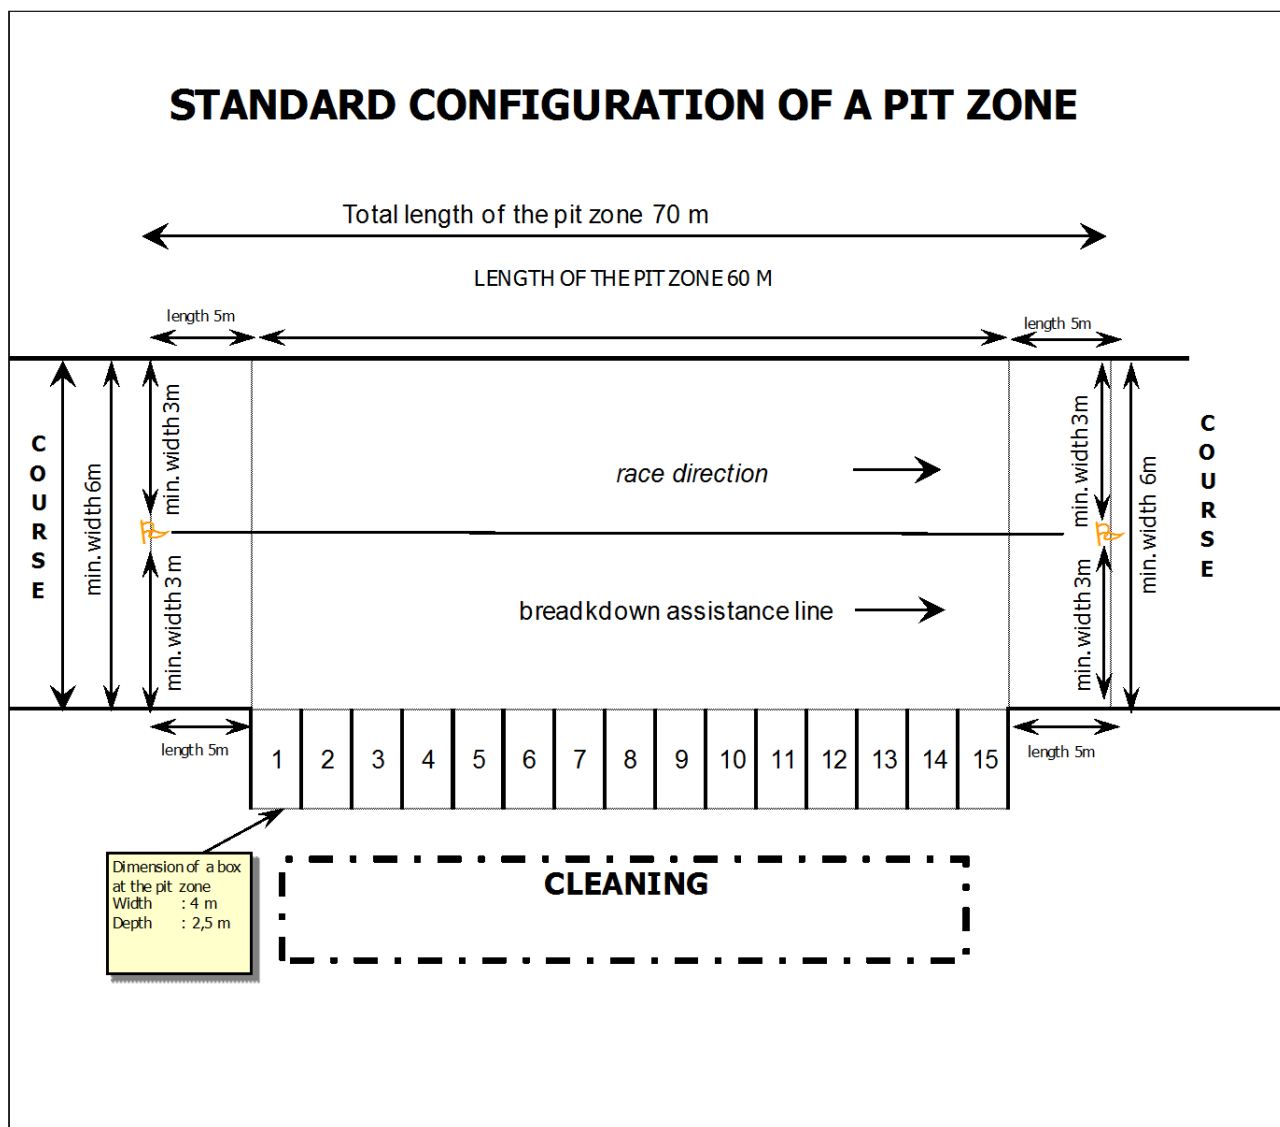 STANDARD CONFIGURATION OF A PIT ZONE
Total length of the pit zone 70 m
LENGTH OF THE PIT ZONE 60 M
length 5m
length 5m
COURSE
min. width 6m
min. width 3m
min. width 3 m
race direction
breadkdown assistance line
min. width 3m
min. width 3m
min. width 6m
COURSE
length 5m
length 5m
1 2 3 4 5 6 7 8 9 10 11 12 13 14 15
Dimension of a box
at the pit zone
Width : 4 m
Depth : 2,5 m
CLEANING